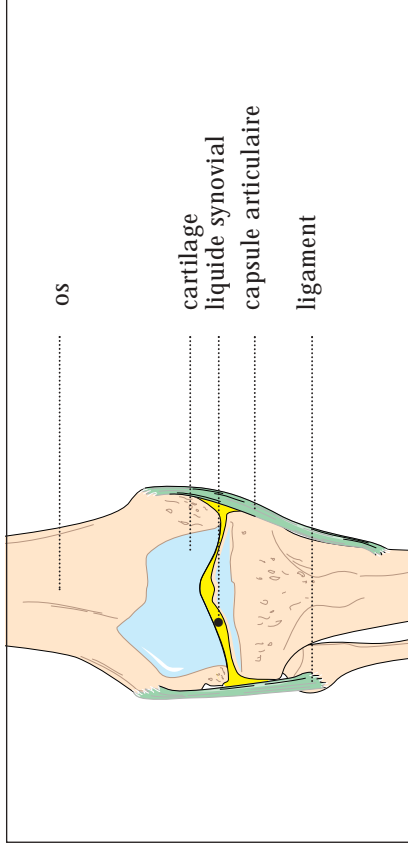 os
cartilage
liquide synovial
capsule articulaire
ligament